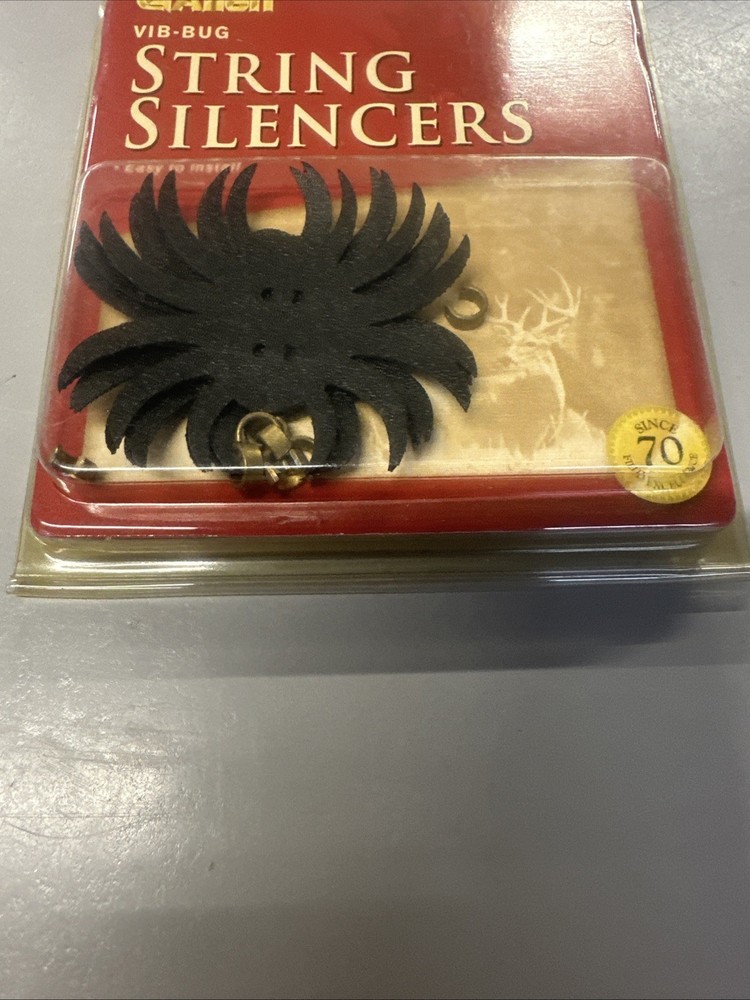 VIB-BUG
STRING
SILENCERS
• Easy to install
SINCE
70